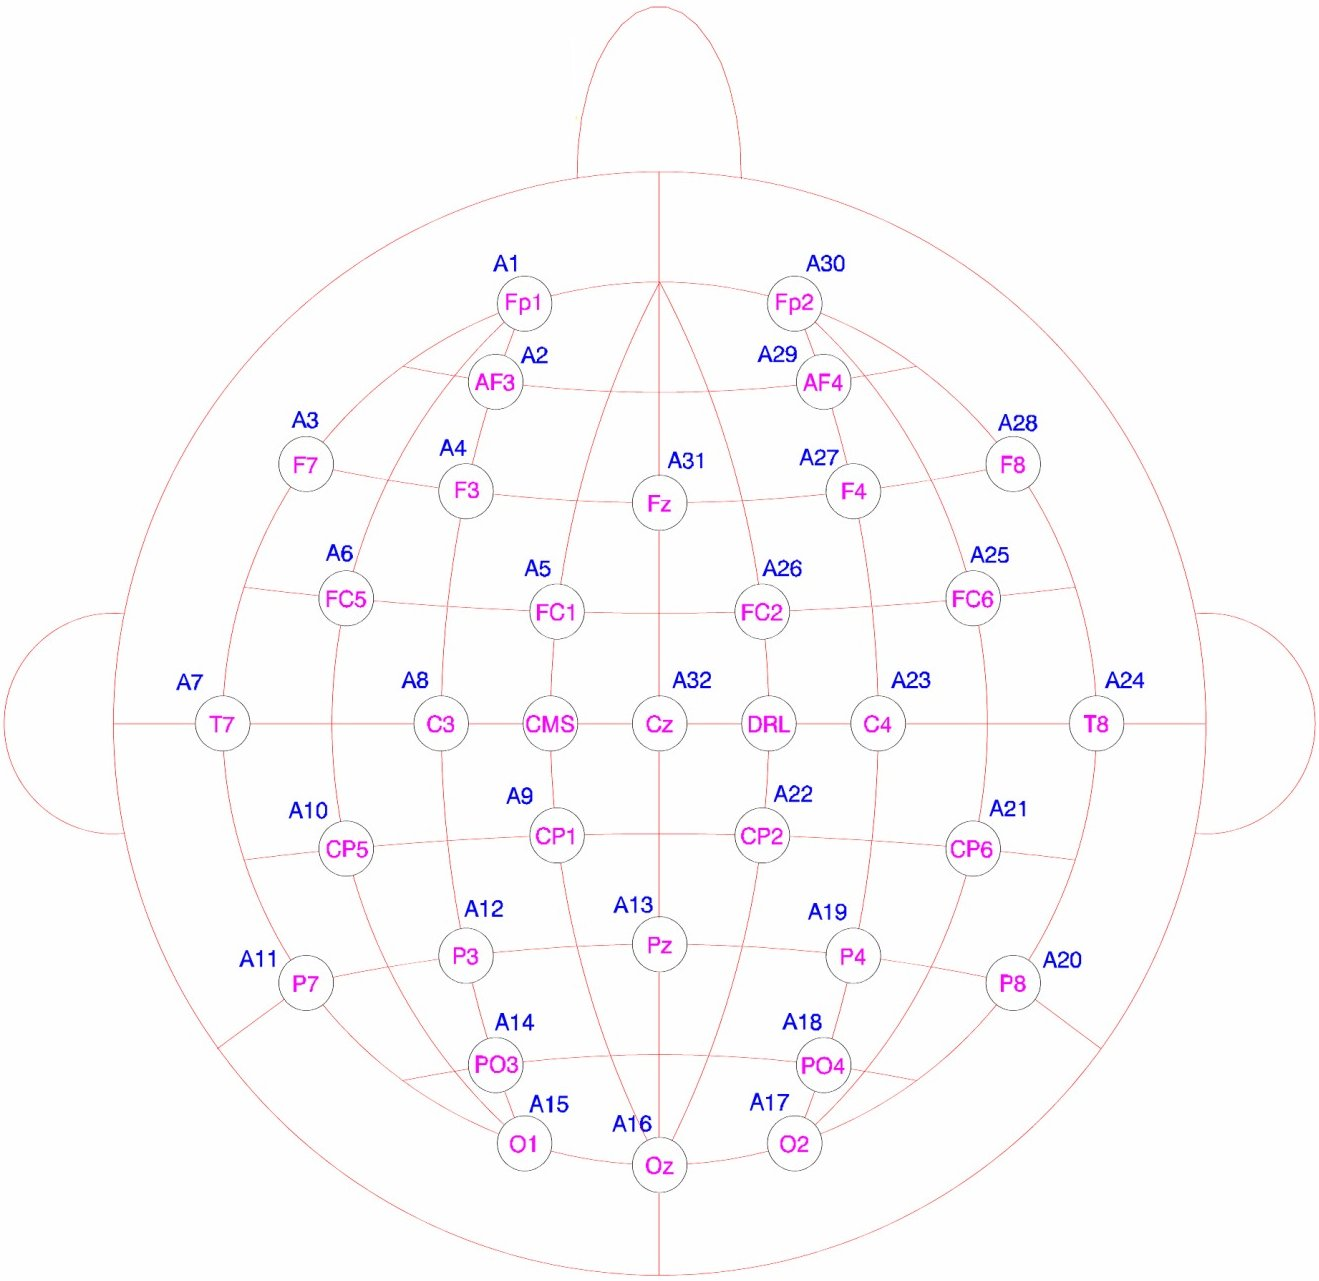 A1 A30
Fp1 Fp2
A2 A29
AF3 AF4
A3 A28
A4 A31 A27
F7 F3 Fz F4 F8
A6 A5 A26 A25
FC5 FC1 FC2 FC6
A7 A8 A32 A23 A24
T7 C3 CMS Cz DRL C4 T8
A10 A9 A22 A21
CP5 CP1 CP2 CP6
A12 A13 A19
P3 Pz P4
A11 A20
P7 P8
A14 A18
PO3 PO4
A15 A16 A17
O1 Oz O2